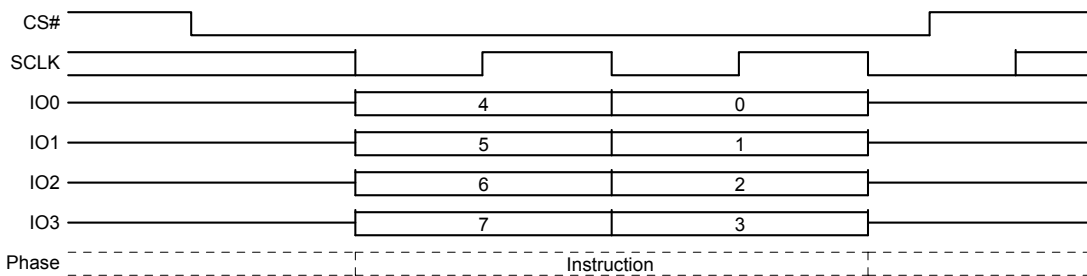 CS#
SCLK
IO0 4 0
IO1 5 1
IO2 6 2
IO3 7 3
Phase Instruction